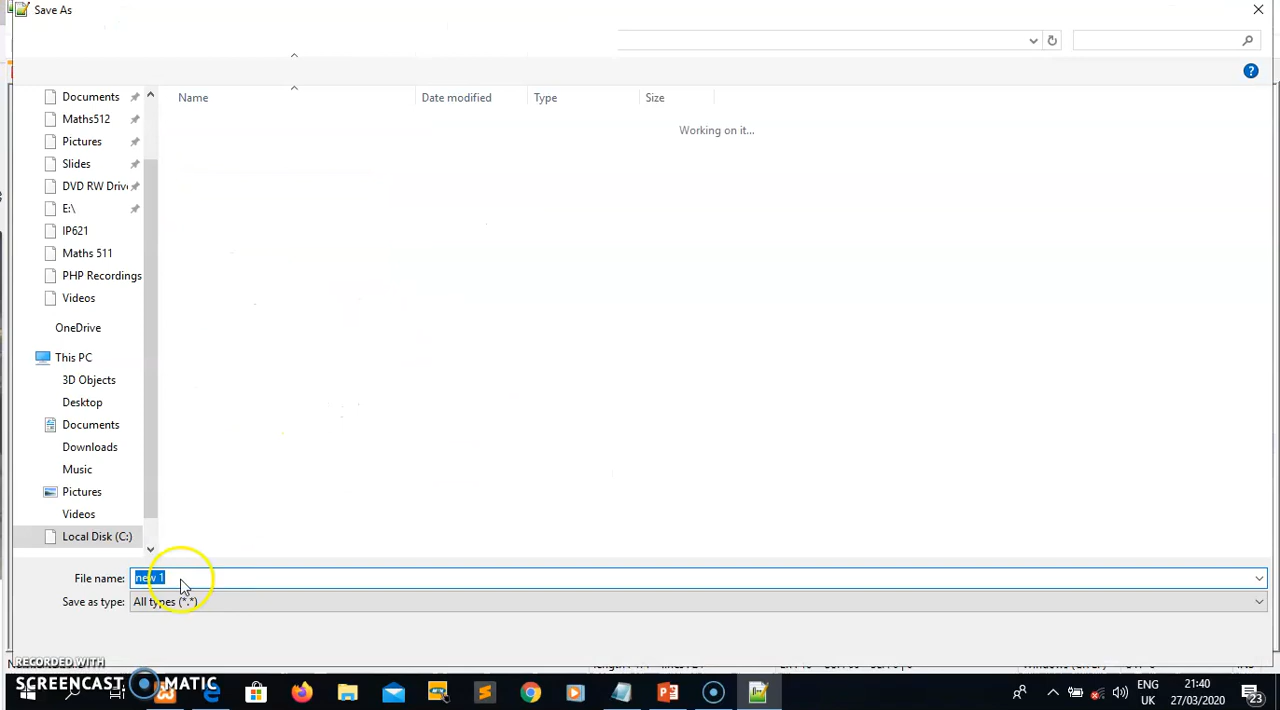 Save As
Name Date modified Type Size
Working on it...
Documents
Maths512
Pictures
Slides
DVD RW Driv
E:\
IP621
Maths 511
PHP Recordings
Videos
OneDrive
This PC
3D Objects
Desktop
Documents
Downloads
Music
Pictures
Videos
Local Disk (C:)
File name: new 1
Save as type: All types (*.*)
RECORDED WITH
SCREENCAST MATIC
ENG
UK
21:40
27/03/2020
23